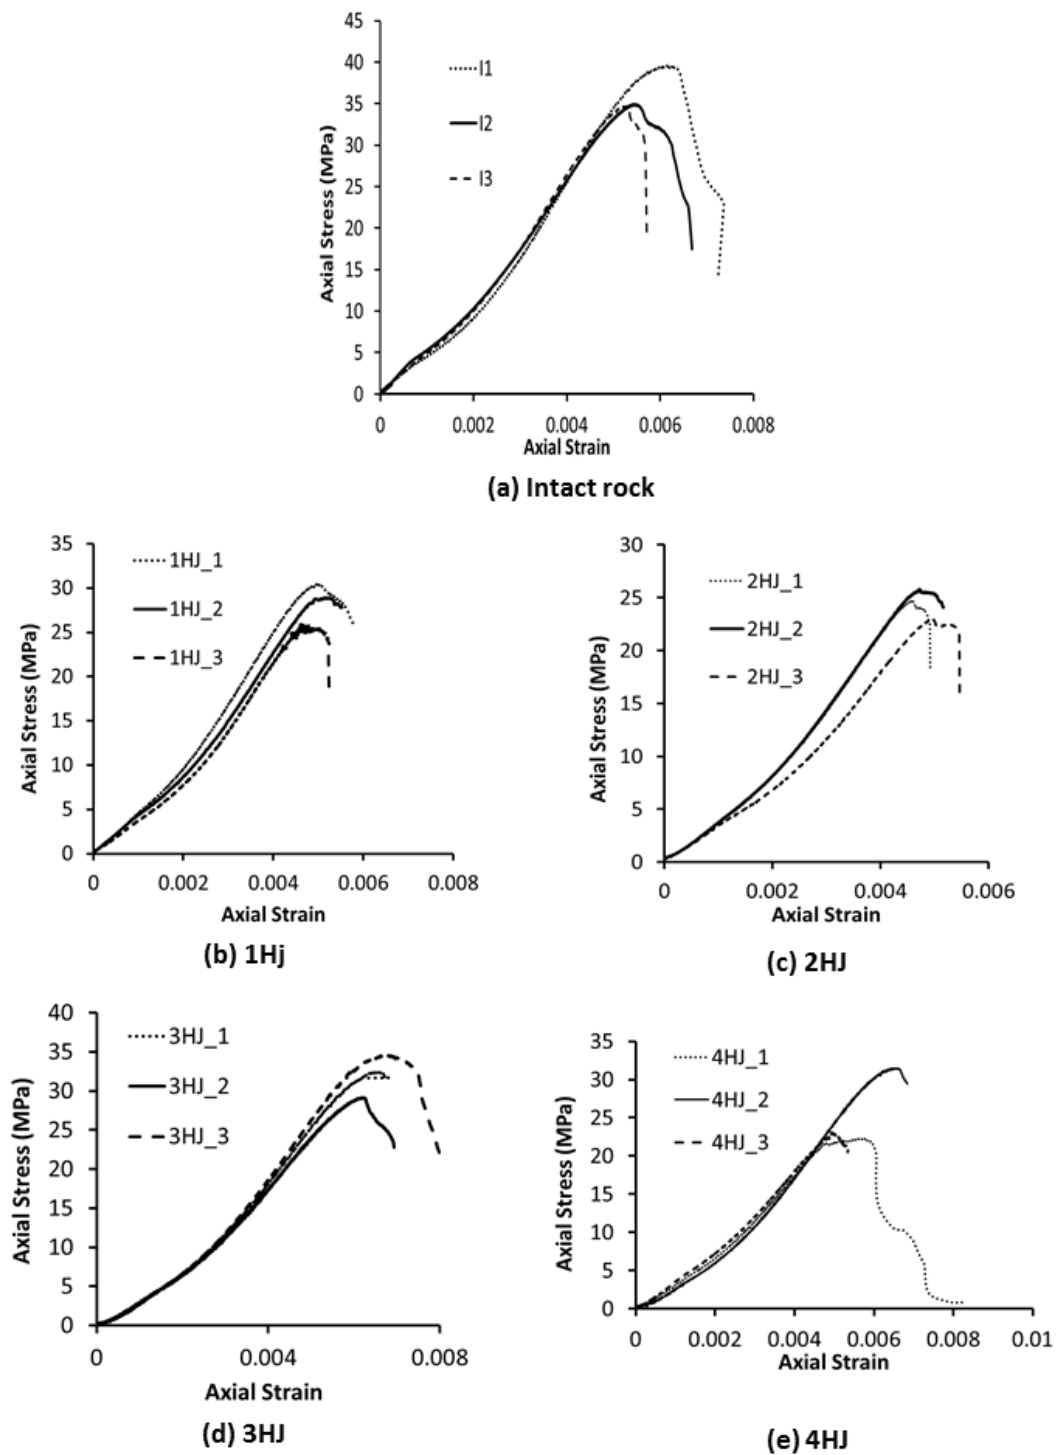 45
40
35
30
25
20
15
10
5
0
Axial Stress (MPa)
I1
I2
I3
0 0.002 0.004 0.006 0.008
Axial Strain
(a) Intact rock
35
30
25
20
15
10
5
0
Axial Stress (MPa)
1HJ_1
1HJ_2
1HJ_3
0 0.002 0.004 0.006 0.008
Axial Strain
(b) 1Hj
30
25
20
15
10
5
0
Axial Stress (MPa)
2HJ_1
2HJ_2
2HJ_3
0 0.002 0.004 0.006
Axial Strain
(c) 2HJ
40
35
30
25
20
15
10
5
0
Axial Stress (MPa)
3HJ_1
3HJ_2
3HJ_3
0 0.004 0.008
Axial Strain
(d) 3HJ
35
30
25
20
15
10
5
0
Axial Stress (MPa)
4HJ_1
4HJ_2
4HJ_3
0 0.002 0.004 0.006 0.008 0.01
Axial Strain
(e) 4HJ